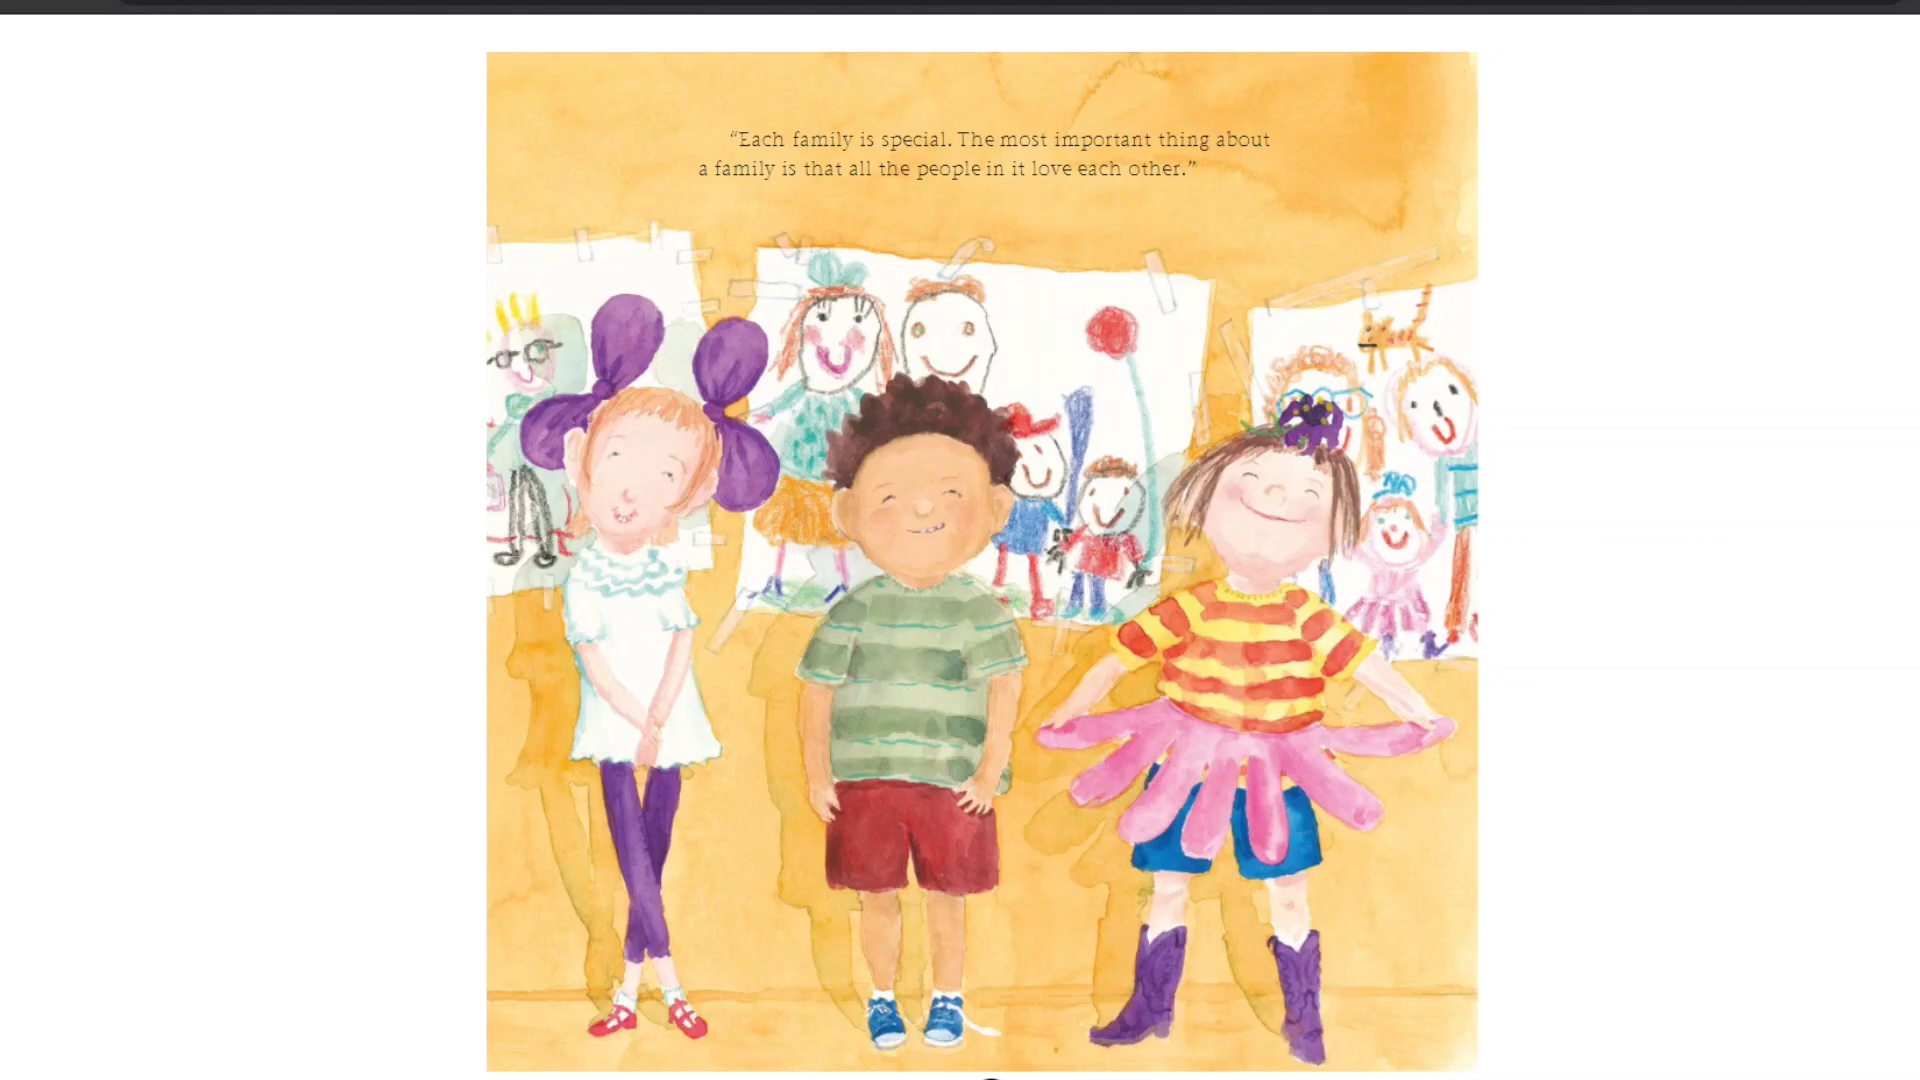 “Each family is special. The most important thing about
a family is that all the people in it love each other.”